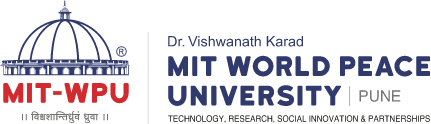 ®
MIT-WPU
॥ विश्वशान्तिर्ध्रुवं ध्रुवा ॥
Dr. Vishwanath Karad
MIT WORLD PEACE
UNIVERSITY | PUNE
TECHNOLOGY, RESEARCH, SOCIAL INNOVATION & PARTNERSHIPS